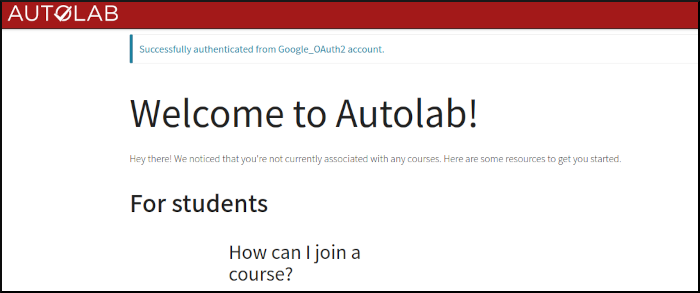 AUTOLAB
Successfully authenticated from Google_OAuth2 account.
Welcome to Autolab!
Hey there! We noticed that you're not currently associated with any courses. Here are some resources to get you started.
For students
How can I join a
course?